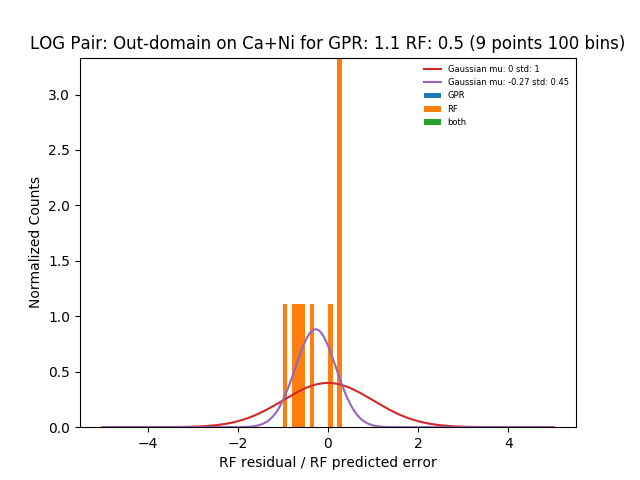 LOG Pair: Out-domain on Ca+Ni for GPR: 1.1 RF: 0.5 (9 points 100 bins)
Gaussian mu: 0 std: 1
Gaussian mu: -0.27 std: 0.45
GPR
RF
both
Normalized Counts
3.0
2.5
2.0
1.5
1.0
0.5
0.0
−4 −2 0 2 4
RF residual / RF predicted error